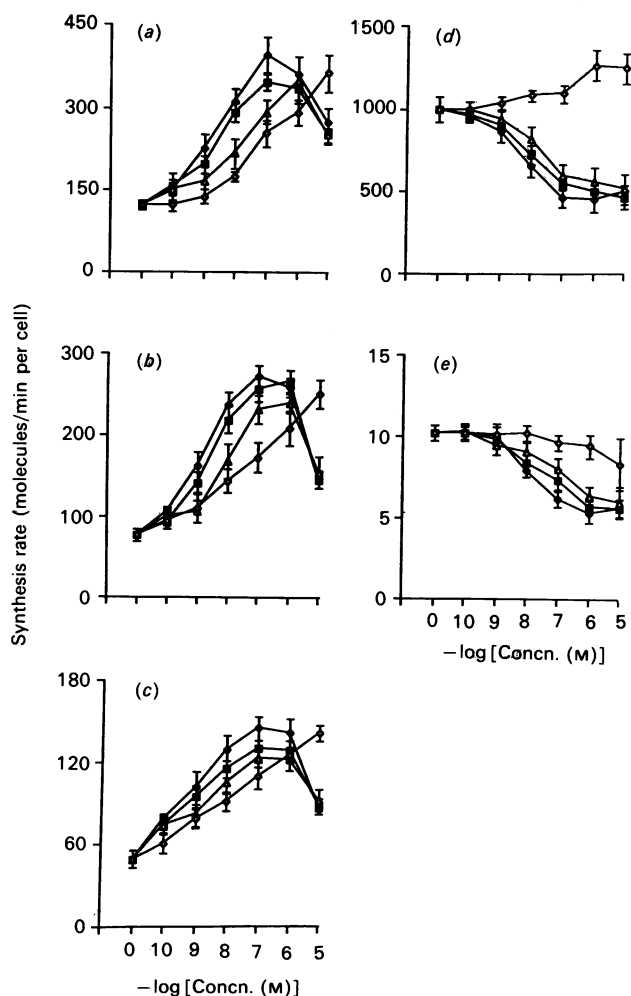 Synthesis rate (molecules/min per cell)
(a)
450
300
150
0
(b)
300
200
100
0
(c)
180
120
60
0
0 10 9 8 7 6 5
−log [Concn. (M)]
(d)
1500
1000
500
0
(e)
15
10
5
0
0 10 9 8 7 6 5
−log [Concn. (M)]